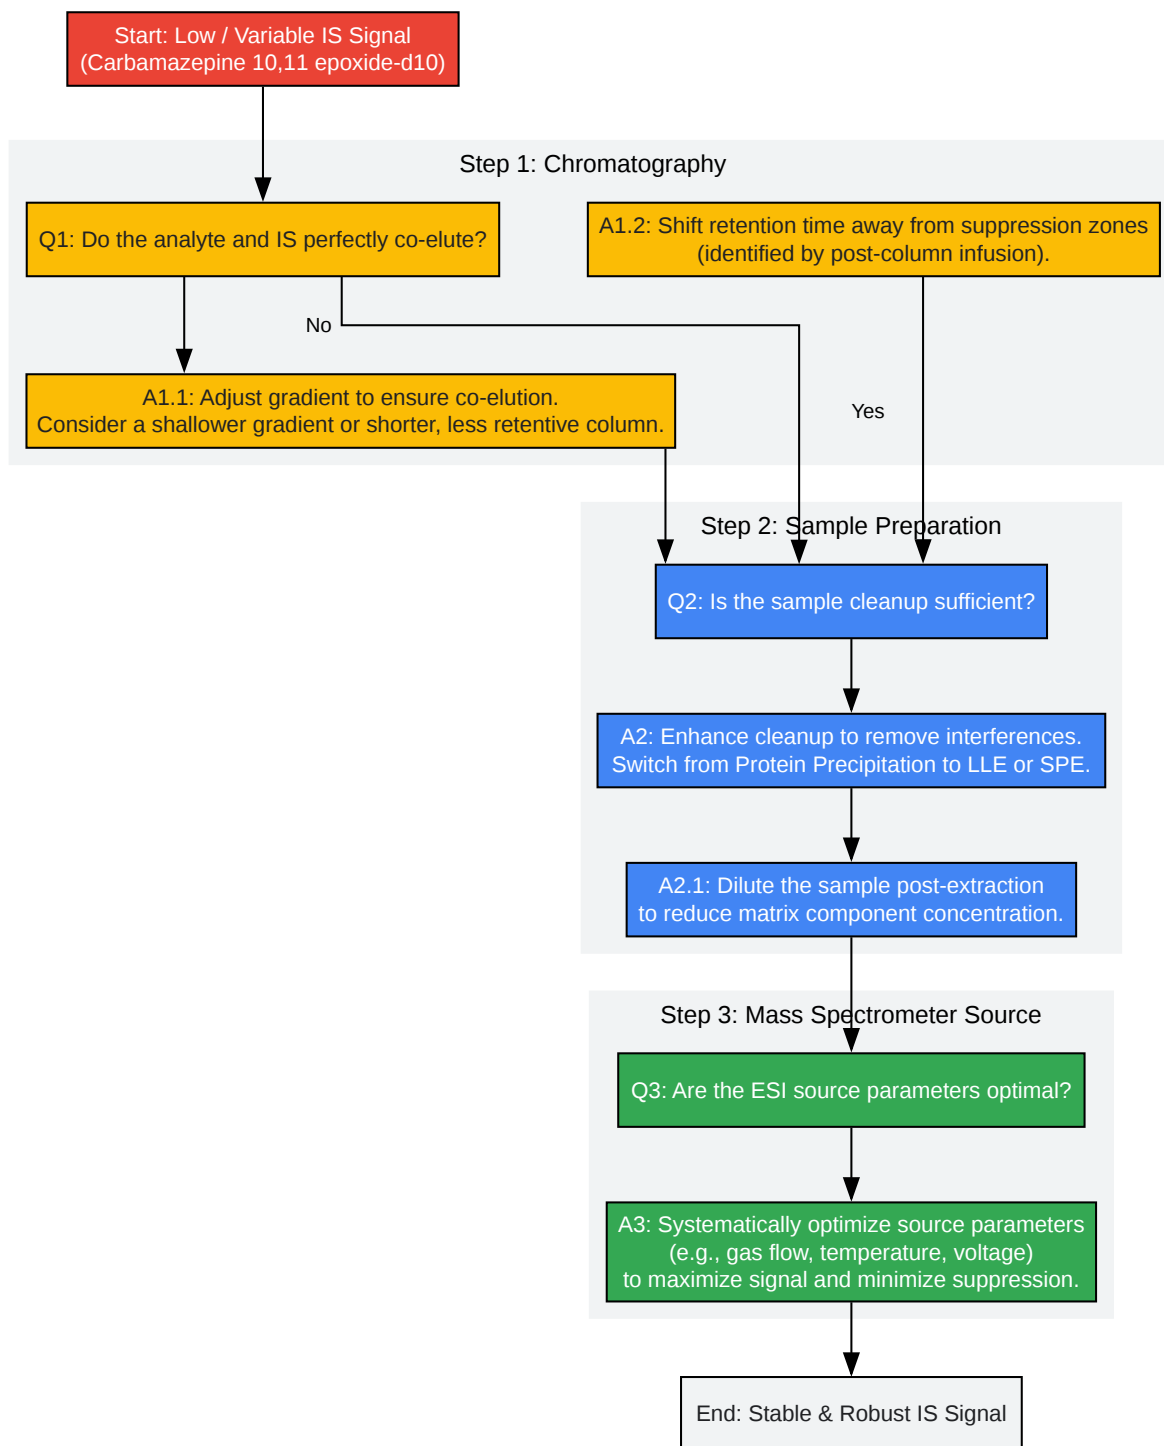 Start: Low / Variable IS Signal
(Carbamazepine 10,11 epoxide-d10)
Step 1: Chromatography
Q1: Do the analyte and IS perfectly co-elute?
A1.2: Shift retention time away from suppression zones
(identified by post-column infusion).
No
A1.1: Adjust gradient to ensure co-elution.
Consider a shallower gradient or shorter, less retentive column.
Yes
Step 2: Sample Preparation
Q2: Is the sample cleanup sufficient?
A2: Enhance cleanup to remove interferences.
Switch from Protein Precipitation to LLE or SPE.
A2.1: Dilute the sample post-extraction
to reduce matrix component concentration.
Step 3: Mass Spectrometer Source
Q3: Are the ESI source parameters optimal?
A3: Systematically optimize source parameters
(e.g., gas flow, temperature, voltage)
to maximize signal and minimize suppression.
End: Stable & Robust IS Signal